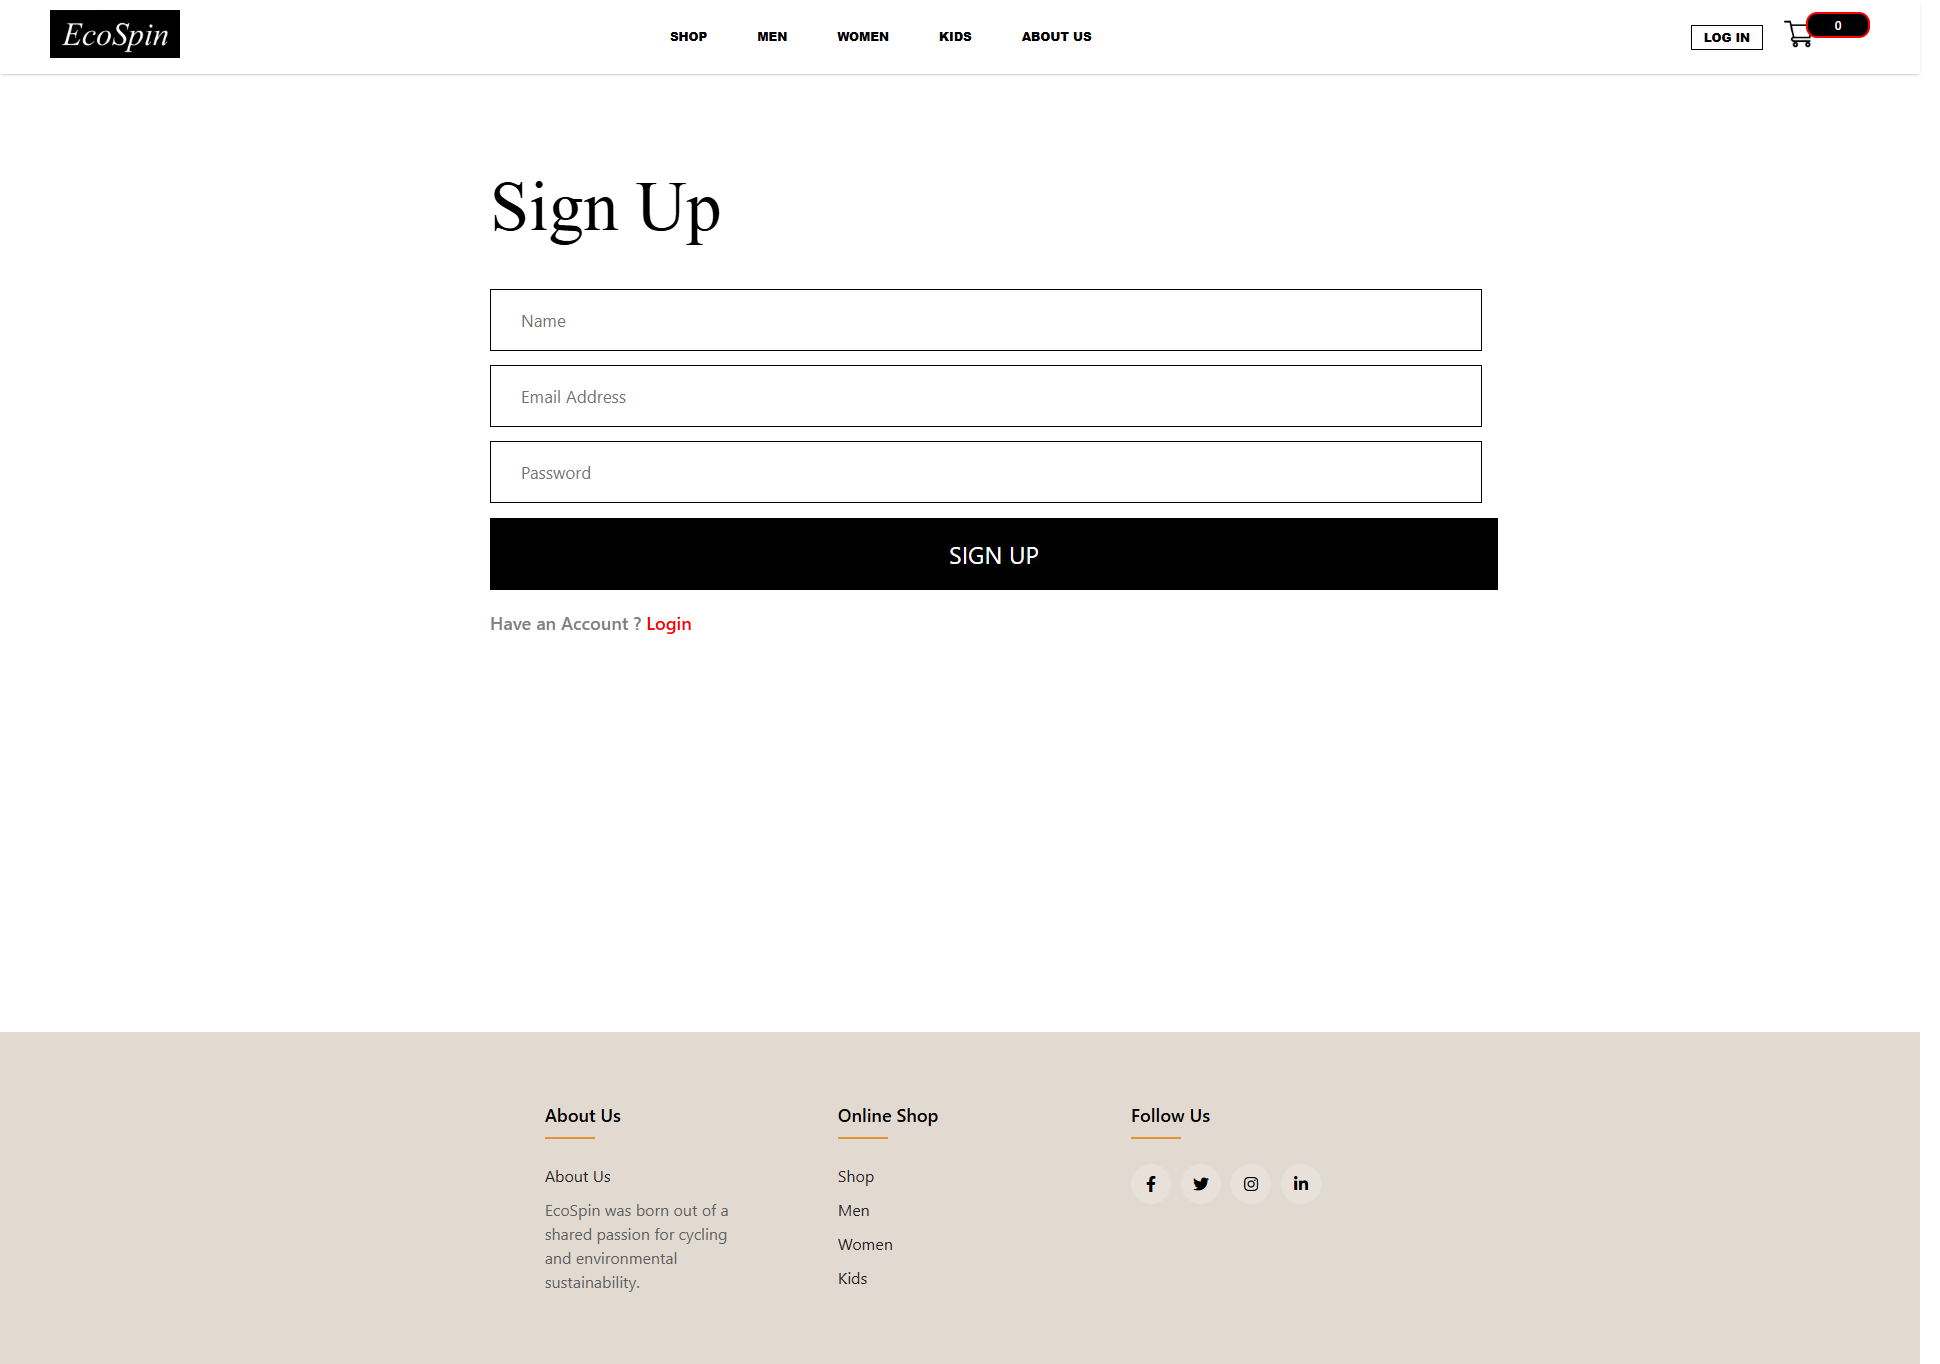 EcoSpin
SHOP MEN WOMEN KIDS ABOUT US
LOG IN
0
Sign Up
Name
Email Address
Password
SIGN UP
Have an Account ? Login
About Us
About Us
EcoSpin was born out of a
shared passion for cycling
and environmental
sustainability.
Online Shop
Shop
Men
Women
Kids
Follow Us